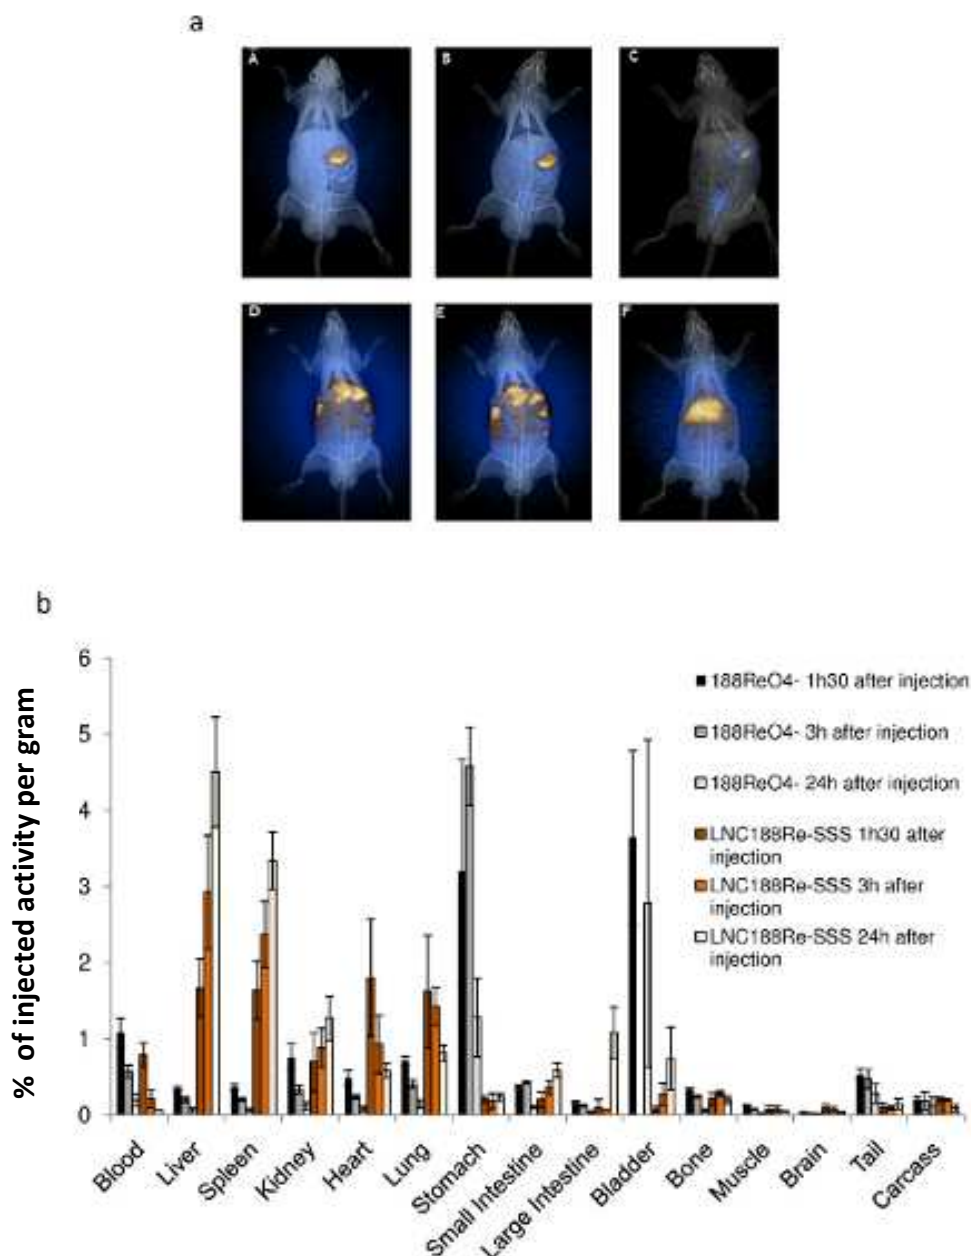 a
A
B
C
D
E
F
b
% of injected activity per gram
6
5
4
3
2
1
0
188ReO4- 1h30 after injection
188ReO4- 3h after injection
188ReO4- 24h after injection
LNC188Re-SSS 1h30 after
injection
LNC188Re-SSS 3h after
injection
LNC188Re-SSS 24h after
injection
Blood
Liver
Spleen
Kidney
Heart
Lung
Stomach
Small Intestine
Large Intestine
Bladder
Bone
Muscle
Brain
Tail
Carcass